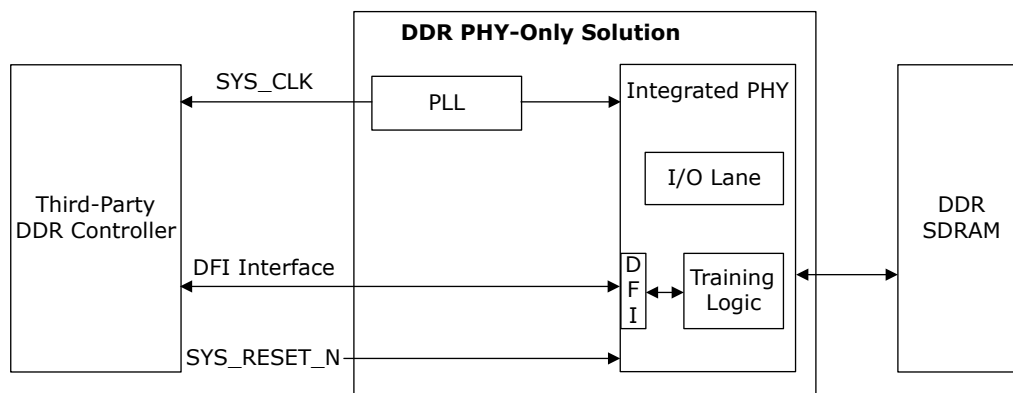 DDR PHY-Only Solution
SYS_CLK
PLL
Integrated PHY
I/O Lane
Third-Party
DDR Controller
DDR
SDRAM
DFI Interface
D
F
I
Training
Logic
SYS_RESET_N